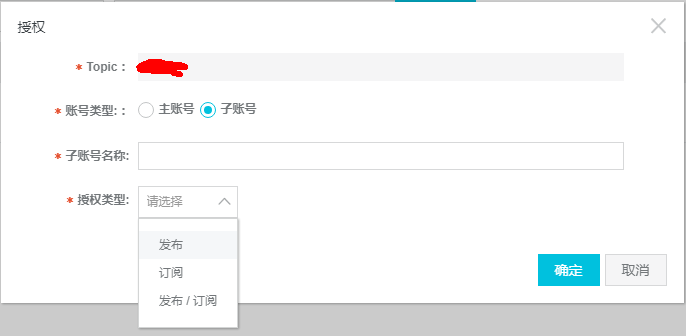 授权
* Topic：
* 账号类型:： 主账号 子账号
* 子账号名称:
* 授权类型: 请选择
发布
订阅
发布 / 订阅
确定 取消